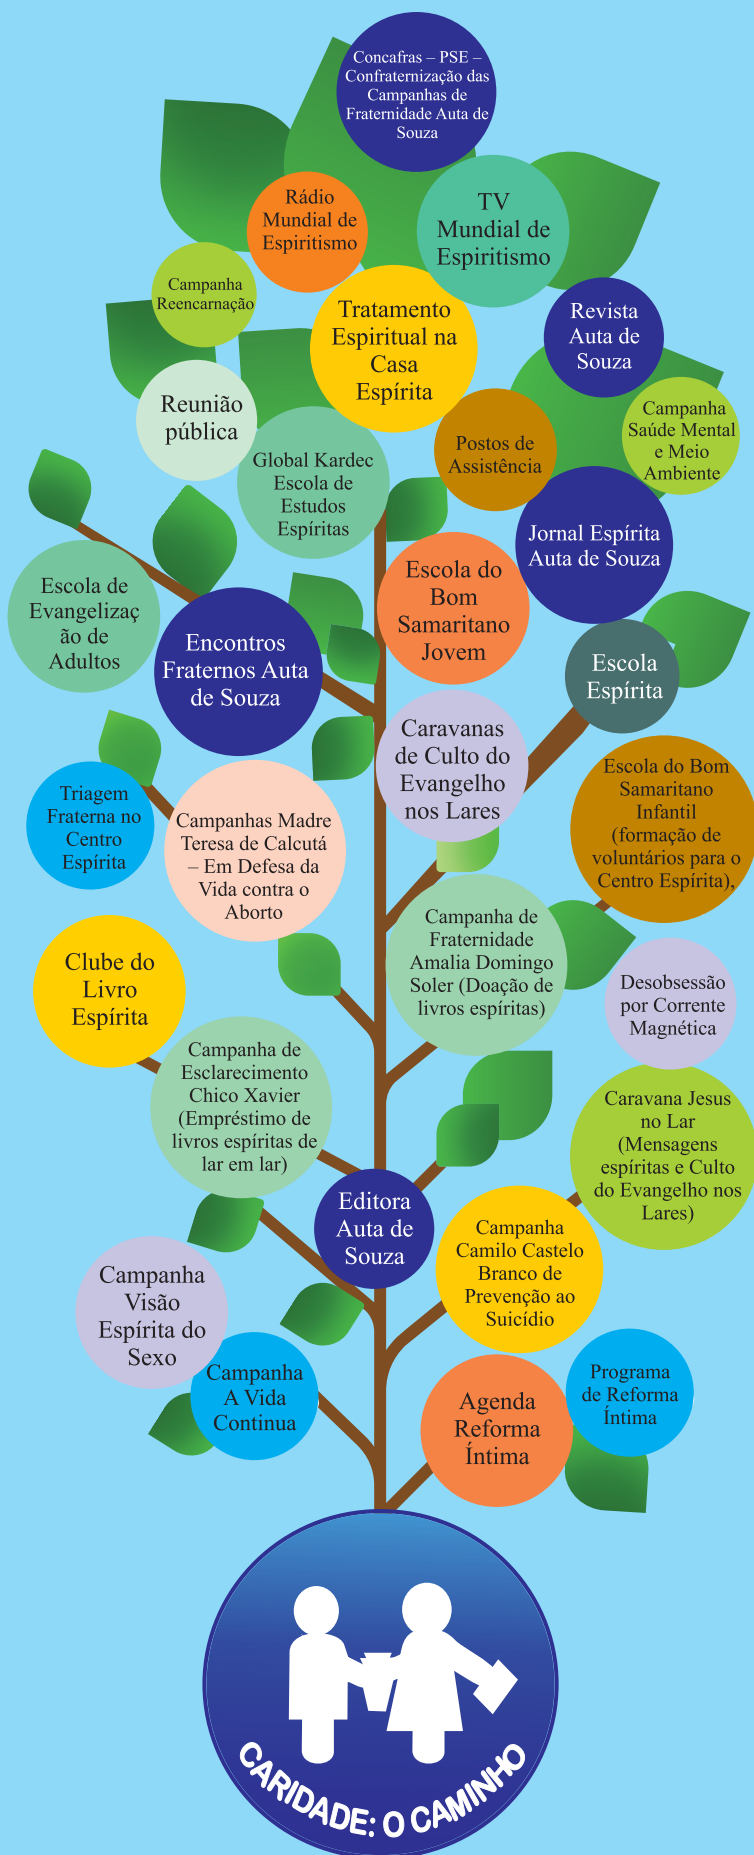 Concafras – PSE –
Confraternização das
Campanhas de
Fraternidade Auta de
Souza
Rádio
Mundial de
Espiritismo
TV
Mundial de
Espiritismo
Campanha
Reencarnação
Tratamento
Espiritual na
Casa
Espírita
Revista
Auta de
Souza
Reunião
pública
Campanha
Saúde Mental
e Meio
Ambiente
Postos de
Assistência
Global Kardec
Escola de
Estudos
Espíritas
Jornal Espírita
Auta de Souza
Escola do
Bom
Samaritano
Jovem
Escola de
Evangelizaç
ão de
Adultos
Encontros
Fraternos Auta
de Souza
Escola
Espírita
Caravanas
de Culto do
Evangelho
nos Lares
Escola do Bom
Samaritano
Infantil
(formação de
voluntários para o
Centro Espírita),
Triagem
Fraterna no
Centro
Espírita
Campanhas Madre
Teresa de Calcutá
– Em Defesa da
Vida contra o
Aborto
Campanha de
Fraternidade
Amalia Domingo
Soler (Doação de
livros espíritas)
Clube do
Livro
Espírita
Desobsessão
por Corrente
Magnética
Campanha de
Esclarecimento
Chico Xavier
(Empréstimo de
livros espíritas de
lar em lar)
Caravana Jesus
no Lar
(Mensagens
espíritas e Culto
do Evangelho nos
Lares)
Editora
Auta de
Souza
Campanha
Camilo Castelo
Branco de
Prevenção ao
Suicídio
Campanha
Visão
Espírita do
Sexo
Campanha
A Vida
Continua
Agenda
Reforma
Íntima
Programa
de Reforma
Íntima
CARIDADE: O CAMINHO